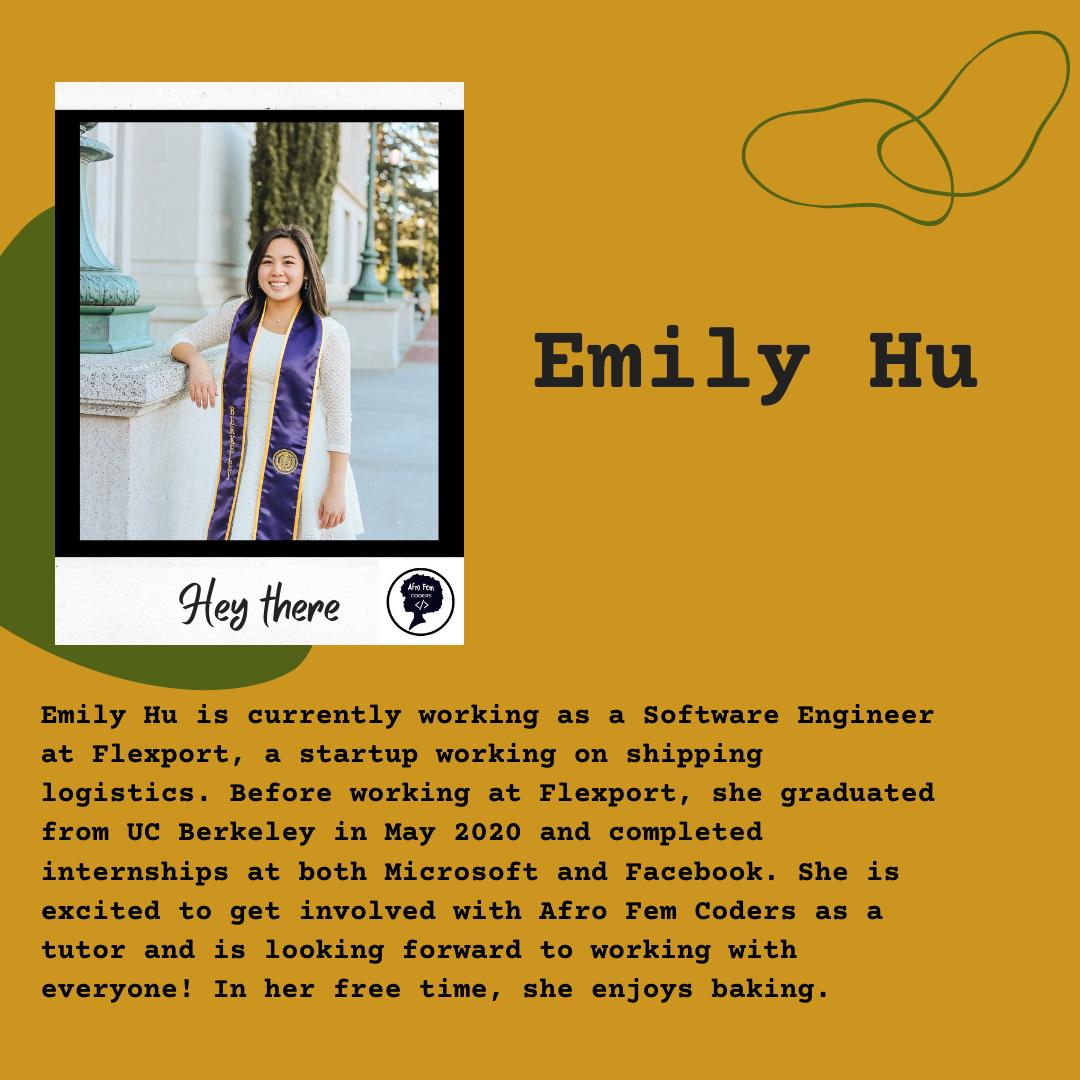 Emily Hu
BERKELEY
Hey there
Afro Fem
CODERS
</>
Emily Hu is currently working as a Software Engineer
at Flexport, a startup working on shipping
logistics. Before working at Flexport, she graduated
from UC Berkeley in May 2020 and completed
internships at both Microsoft and Facebook. She is
excited to get involved with Afro Fem Coders as a
tutor and is looking forward to working with
everyone! In her free time, she enjoys baking.